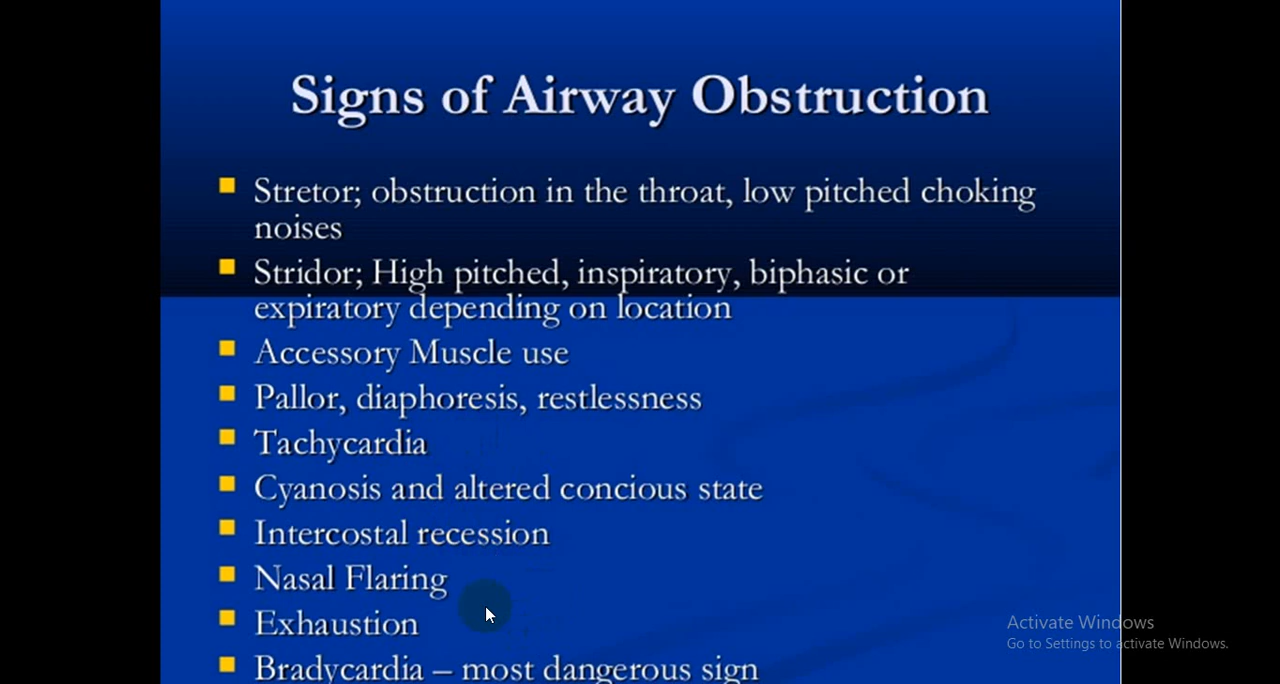 Signs of Airway Obstruction
Stretor; obstruction in the throat, low pitched choking
noises
Stridor; High pitched, inspiratory, biphasic or
expiratory depending on location
Accessory Muscle use
Pallor, diaphoresis, restlessness
Tachycardia
Cyanosis and altered concious state
Intercostal recession
Nasal Flaring
Exhaustion
Bradycardia – most dangerous sign
Activate Windows
Go to Settings to activate Windows.